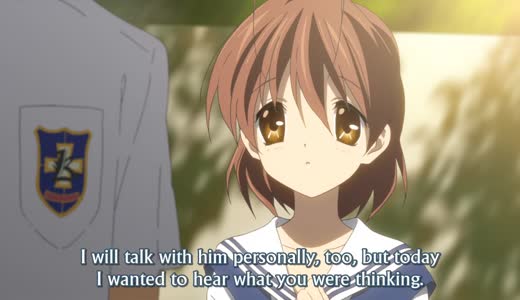 I will talk with him personally, too, but today
I wanted to hear what you were thinking.